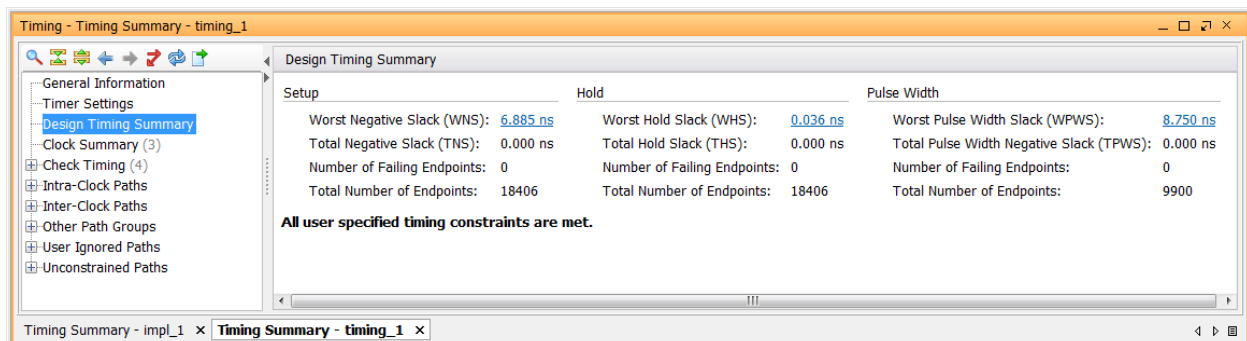 Timing - Timing Summary - timing_1
Design Timing Summary
General Information
Timer Settings
Design Timing Summary
Clock Summary (3)
Check Timing (4)
Intra-Clock Paths
Inter-Clock Paths
Other Path Groups
User Ignored Paths
Unconstrained Paths
Setup Hold Pulse Width
Worst Negative Slack (WNS): 6.885 ns Worst Hold Slack (WHS): 0.036 ns Worst Pulse Width Slack (WPWS): 8.750 ns
Total Negative Slack (TNS): 0.000 ns Total Hold Slack (THS): 0.000 ns Total Pulse Width Negative Slack (TPWS): 0.000 ns
Number of Failing Endpoints: 0 Number of Failing Endpoints: 0 Number of Failing Endpoints: 0
Total Number of Endpoints: 18406 Total Number of Endpoints: 18406 Total Number of Endpoints: 9900
All user specified timing constraints are met.
Timing Summary - impl_1 Timing Summary - timing_1